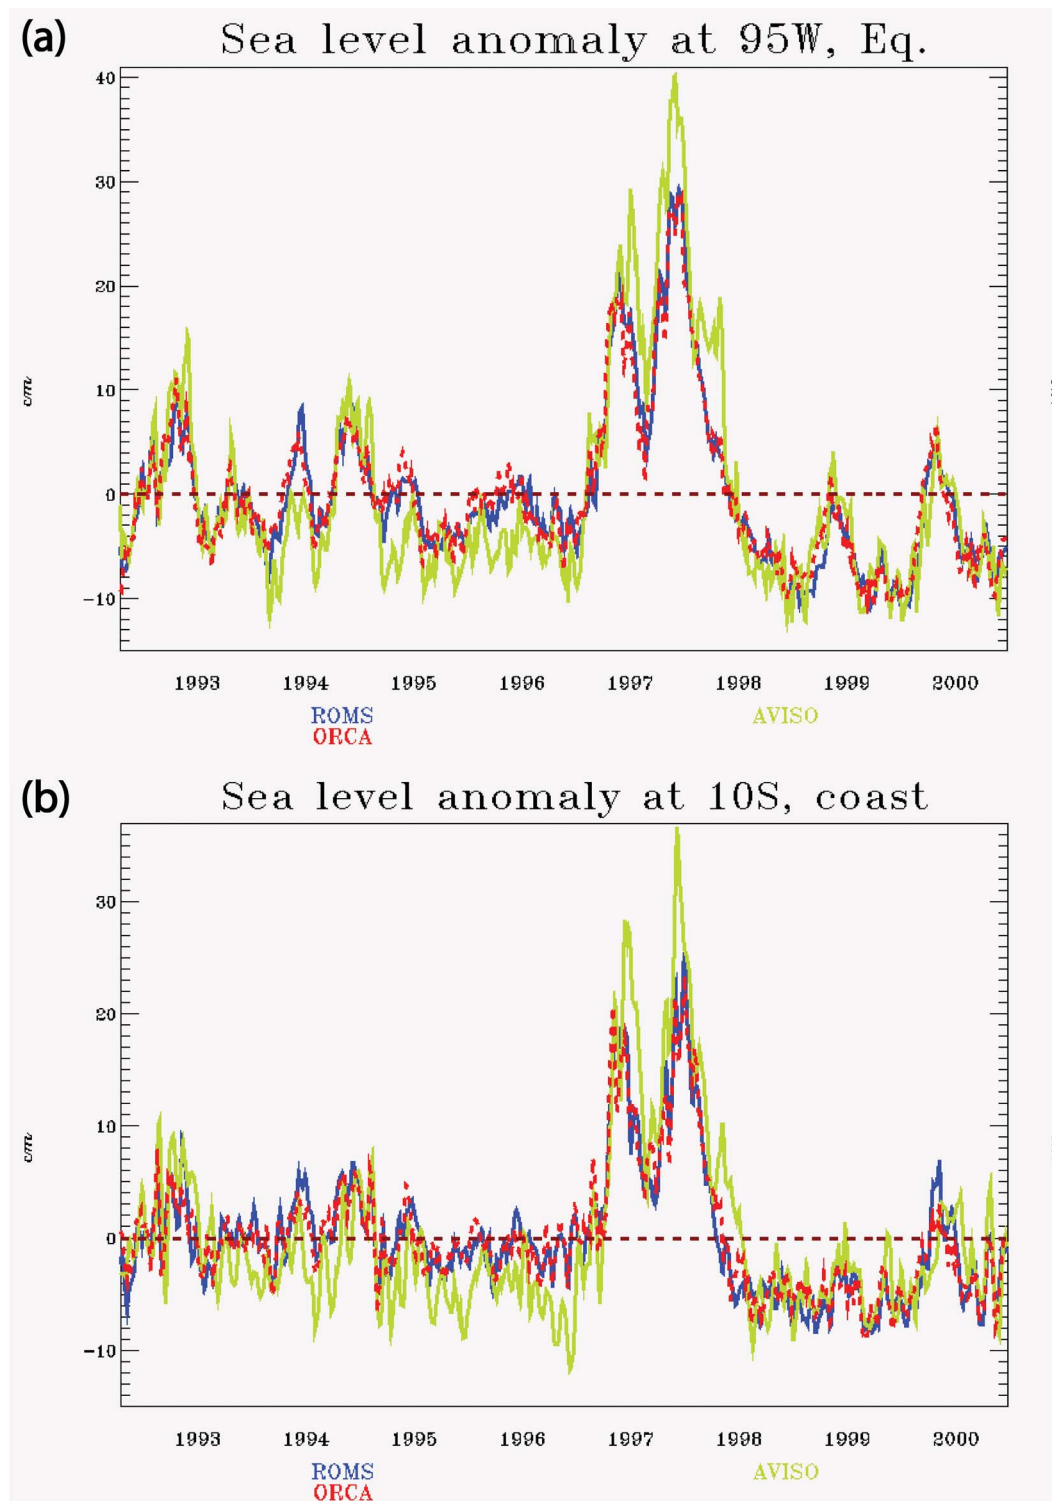 (a) Sea level anomaly at 95W, Eq.
40
30
20
10
0
−10
cm
1993 1994 1995 1996 1997 1998 1999 2000
ROMS AVISO
ORCA
(b) Sea level anomaly at 10S, coast
30
20
10
0
−10
cm
1993 1994 1995 1996 1997 1998 1999 2000
ROMS AVISO
ORCA